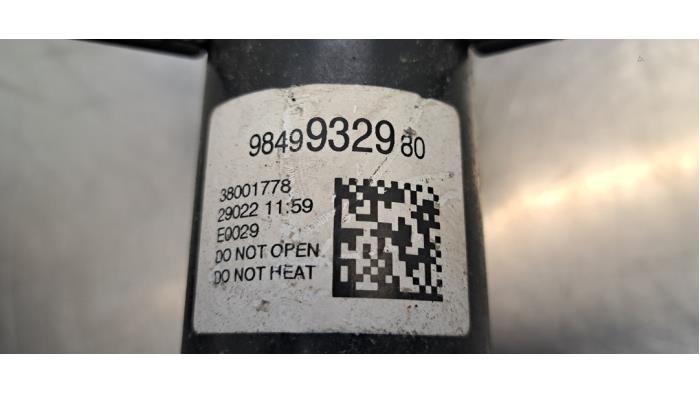 9849932980
38001778
29022 11:59
E0029
DO NOT OPEN
DO NOT HEAT